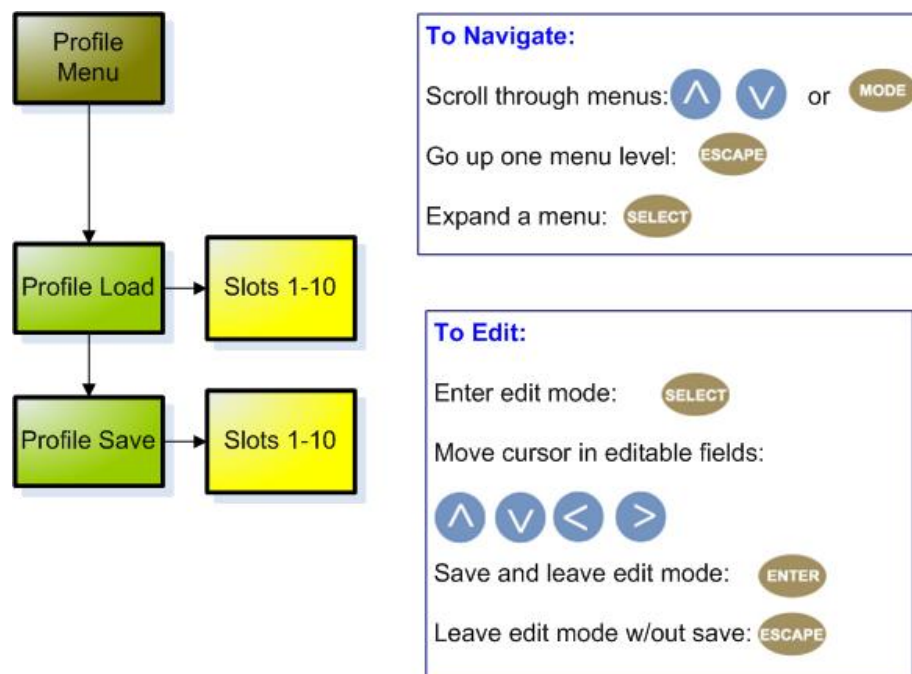 Profile
Menu
Profile Load
Slots 1-10
Profile Save
Slots 1-10
To Navigate:
Scroll through menus: ∧ ∨ or MODE
Go up one menu level: ESCAPE
Expand a menu: SELECT
To Edit:
Enter edit mode: SELECT
Move cursor in editable fields:
∧ ∨ < >
Save and leave edit mode: ENTER
Leave edit mode w/out save: ESCAPE